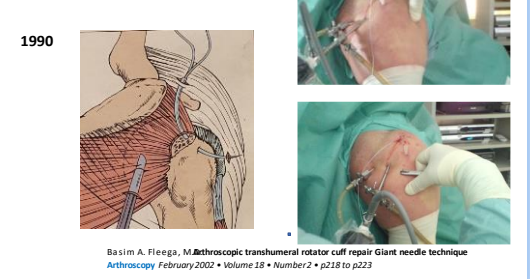 1990
Basim A. Fleega, M.D. Arthroscopic transhumeral rotator cuff repair Giant needle technique
Arthroscopy February 2002 • Volume 18 • Number 2 • p218 to p223